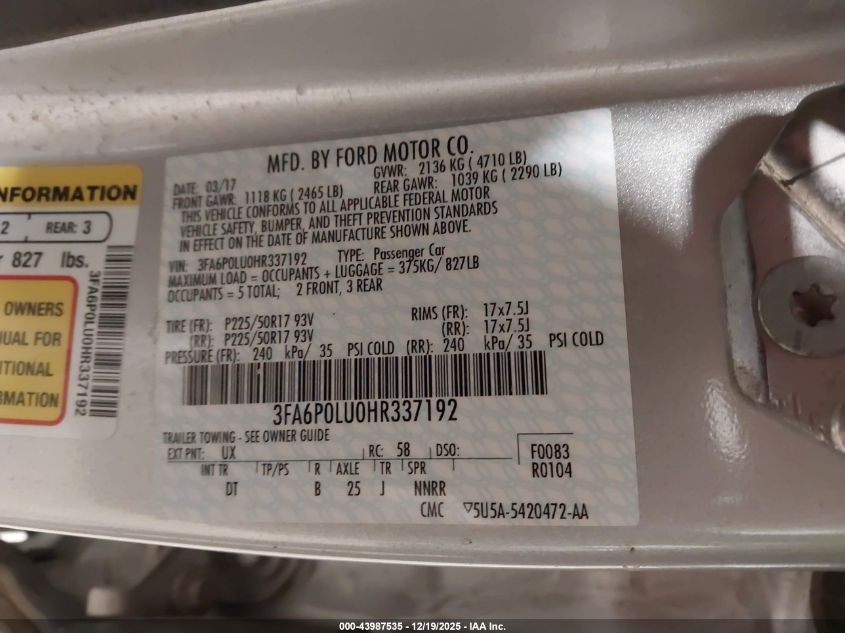 MFD. BY FORD MOTOR CO.
DATE: 03/17 GVWR: 2136 KG ( 4710 LB)
FRONT GAWR: 1118 KG ( 2465 LB) REAR GAWR: 1039 KG ( 2290 LB)
THIS VEHICLE CONFORMS TO ALL APPLICABLE FEDERAL MOTOR
VEHICLE SAFETY, BUMPER, AND THEFT PREVENTION STANDARDS
IN EFFECT ON THE DATE OF MANUFACTURE SHOWN ABOVE.
VIN: 3FA6P0LU0HR337192 TYPE: Passenger Car
MAXIMUM LOAD = OCCUPANTS + LUGGAGE = 375KG/ 827LB
OCCUPANTS = 5 TOTAL; 2 FRONT, 3 REAR
TIRE (FR): P225/50R17 93V RIMS (FR): 17x7.5J
(RR): P225/50R17 93V (RR): 17x7.5J
PRESSURE (FR): 240 kPa/ 35 PSI COLD (RR): 240 kPa/ 35 PSI COLD
3FA6P0LU0HR337192
TRAILER TOWING - SEE OWNER GUIDE
EXT PNT: UX RC: 58 DSO: F0083
INT TR TP/PS R AXLE TR SPR R0104
DT B 25 J NNRR
CMC ▽5U5A-5420472-AA
NFORMATION
2 REAR: 3
827 lbs.
OWNERS
UAL FOR
ITIONAL
RMATION
3FA6P0LU0HR337192
000-43987535 - 12/19/2025 - IAA Inc.